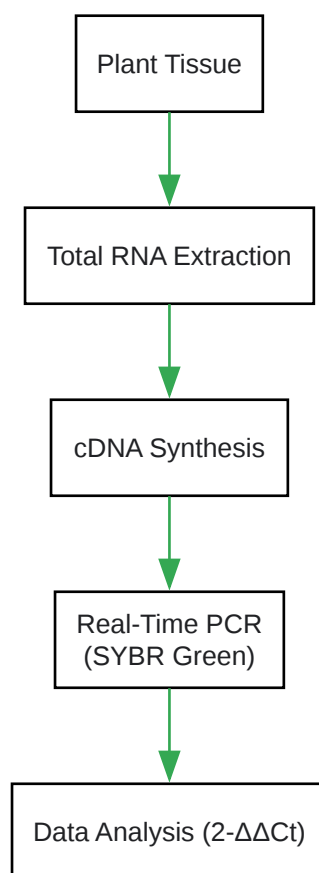 Plant Tissue
Total RNA Extraction
cDNA Synthesis
Real-Time PCR
(SYBR Green)
Data Analysis (2-ΔΔCt)